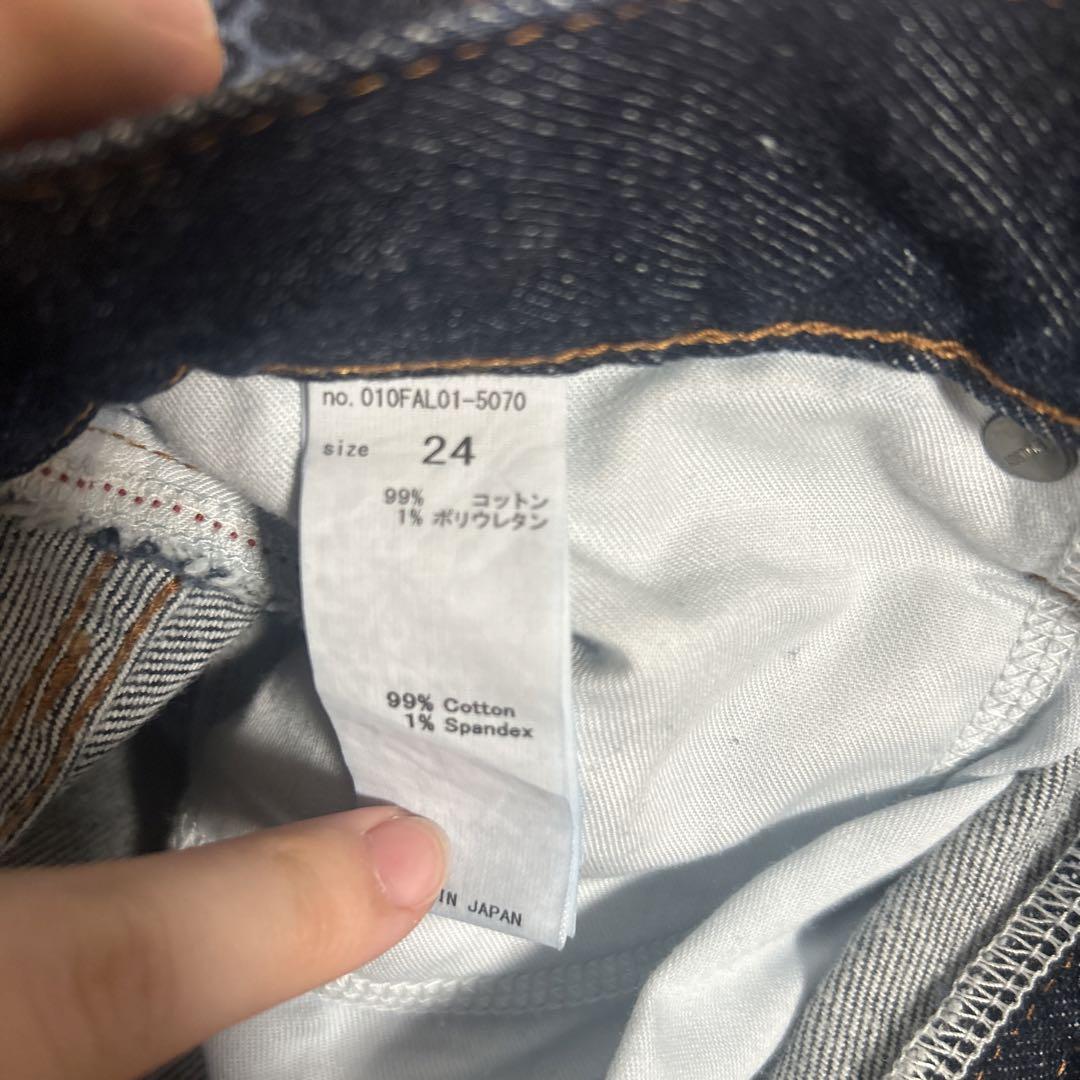 no. 010FAL01-5070
size 24
99% コットン
1% ポリウレタン
99% Cotton
1% Spandex
IN JAPAN